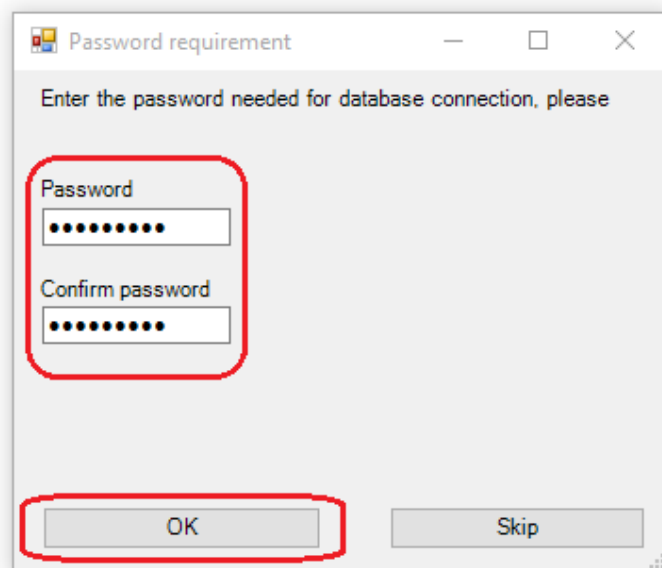 Password requirement
Enter the password needed for database connection, please
Password
•••••••••
Confirm password
•••••••••
OK
Skip